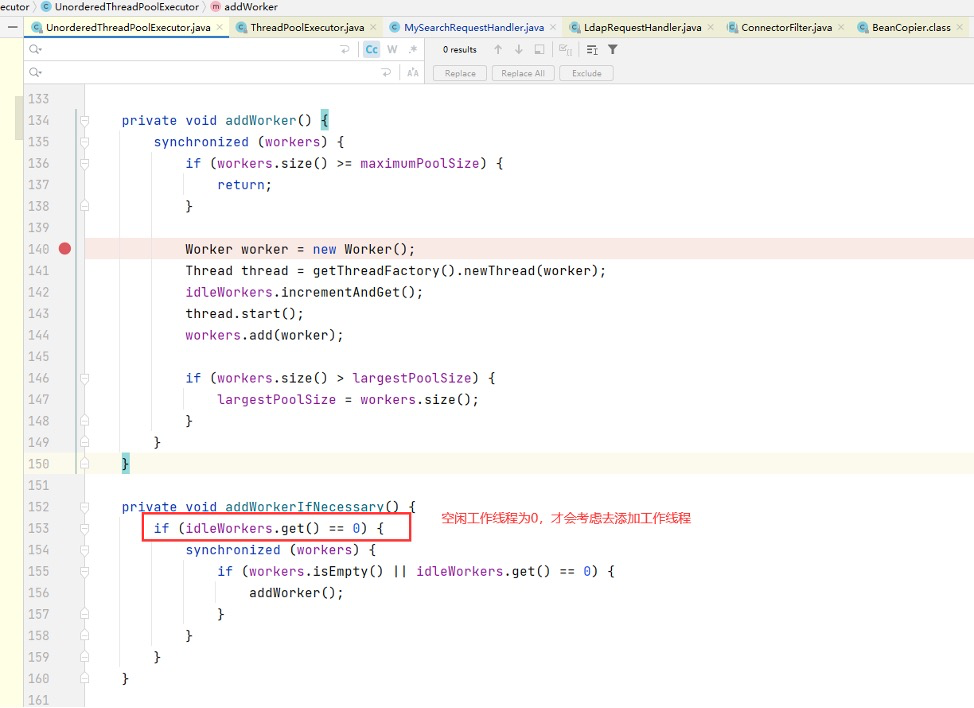 ecutor > UnorderedThreadPoolExecutor > addWorker
UnorderedThreadPoolExecutor.java × ThreadPoolExecutor.java × MySearchRequestHandler.java × LdapRequestHandler.java × ConnectorFilter.java × BeanCopier.class ×
Cc W .* 0 results
Replace Replace All Exclude
133
134 private void addWorker() {
135 synchronized (workers) {
136 if (workers.size() >= maximumPoolSize) {
137 return;
138 }
139
140 Worker worker = new Worker();
141 Thread thread = getThreadFactory().newThread(worker);
142 idleWorkers.incrementAndGet();
143 thread.start();
144 workers.add(worker);
145
146 if (workers.size() > largestPoolSize) {
147 largestPoolSize = workers.size();
148 }
149 }
150 }
151
152 private void addWorkerIfNecessary() {
153 if (idleWorkers.get() == 0) { 空闲工作线程为0，才会考虑去添加工作线程
154 synchronized (workers) {
155 if (workers.isEmpty() || idleWorkers.get() == 0) {
156 addWorker();
157 }
158 }
159 }
160 }
161